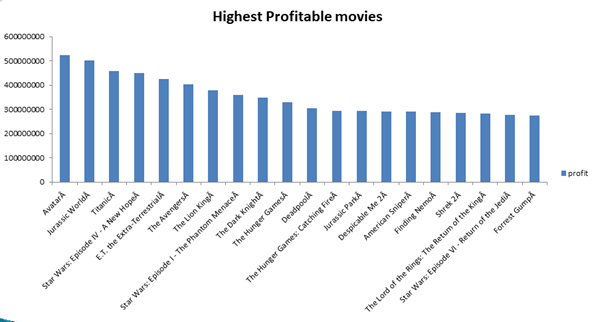 Highest Profitable movies
600000000
500000000
400000000
300000000
200000000
100000000
0
AvatarÂ
Jurassic WorldÂ
TitanicÂ
Star Wars: Episode IV - A New HopeÂ
E.T. the Extra-TerrestrialÂ
The AvengersÂ
The Lion KingÂ
Star Wars: Episode I - The Phantom MenaceÂ
The Dark KnightÂ
The Hunger GamesÂ
DeadpoolÂ
The Hunger Games: Catching FireÂ
Jurassic ParkÂ
Despicable Me 2Â
American SniperÂ
Finding NemoÂ
Shrek 2Â
The Lord of the Rings: The Return of the KingÂ
Star Wars: Episode VI - Return of the JediÂ
Forrest GumpÂ
profit